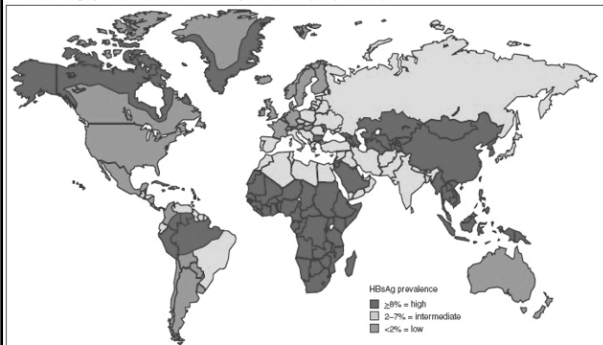 HBsAg prevalence
≥8% = high
2–7% = intermediate
<2% = low